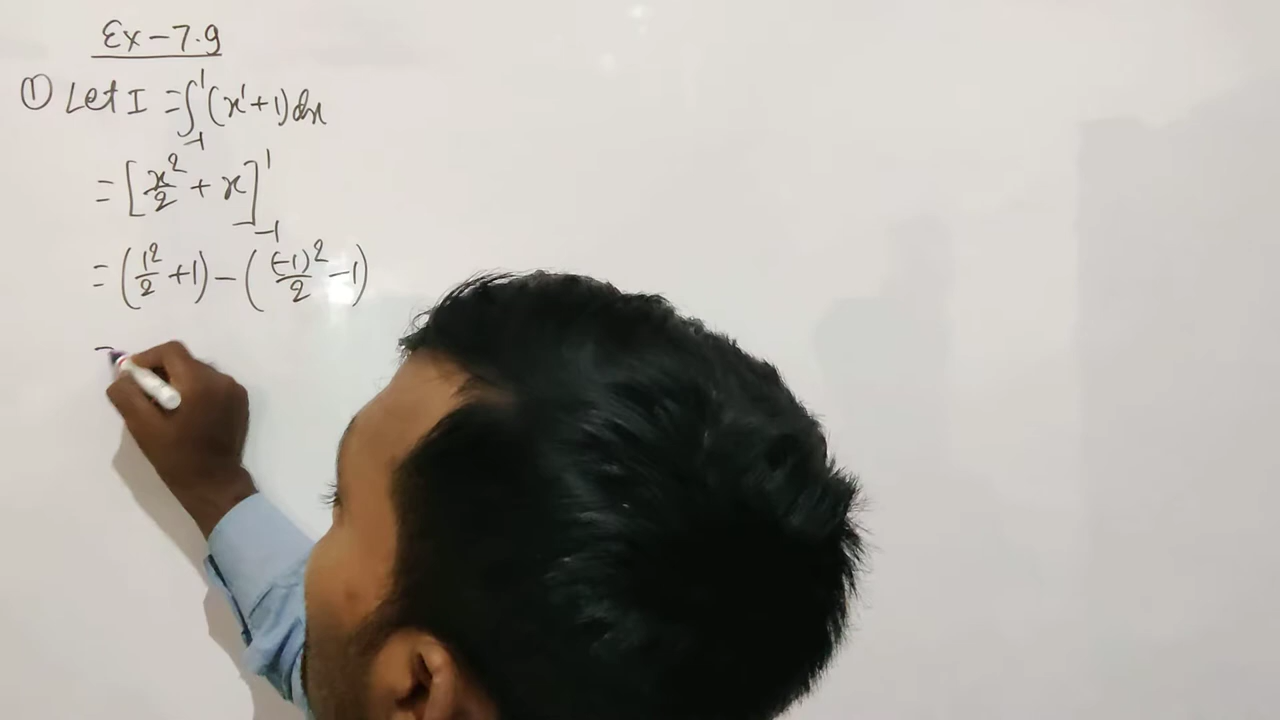 Ex-7.9
① Let I = ∫₋₁¹ (x¹+1)dx
= [x²/2 + x]₋₁¹
= (1²/2 + 1) - ((-1)²/2 - 1)
=